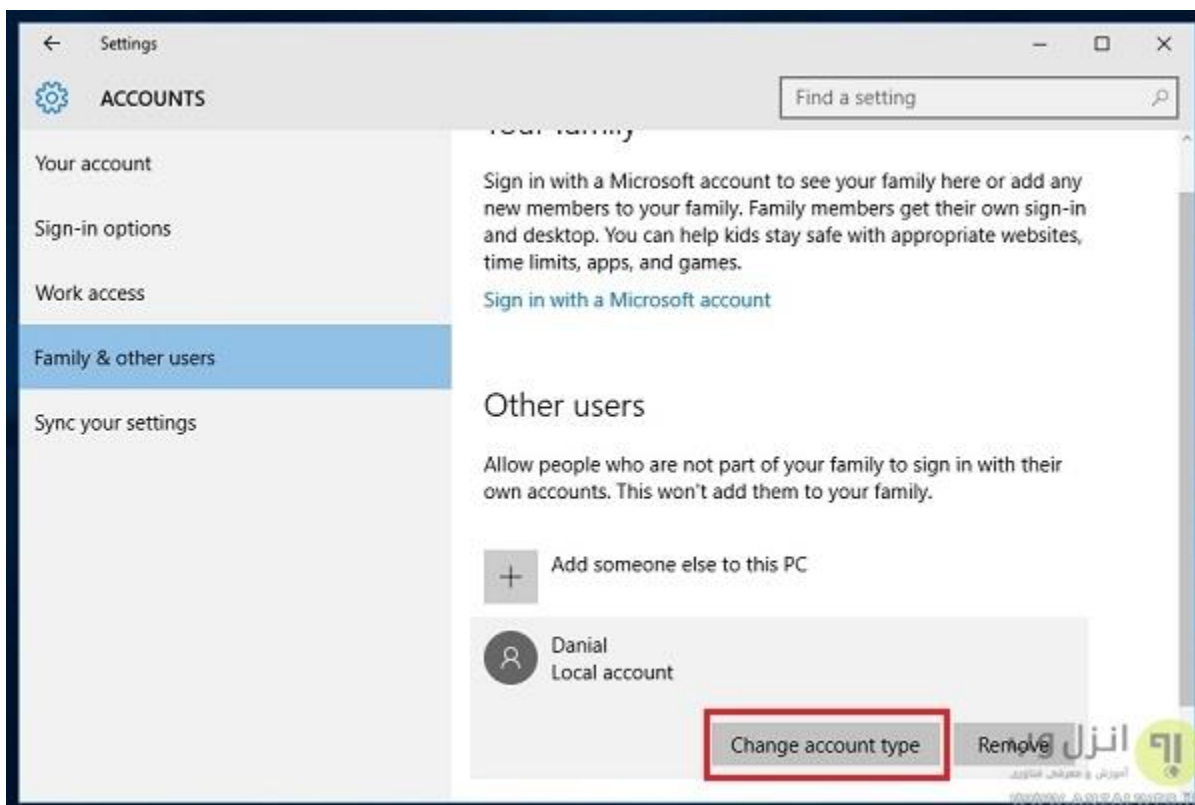 Settings
ACCOUNTS
Find a setting
Your account
Sign-in options
Work access
Family & other users
Sync your settings
Your family
Sign in with a Microsoft account to see your family here or add any
new members to your family. Family members get their own sign-in
and desktop. You can help kids stay safe with appropriate websites,
time limits, apps, and games.
Sign in with a Microsoft account
Other users
Allow people who are not part of your family to sign in with their
own accounts. This won't add them to your family.
Add someone else to this PC
Danial
Local account
Change account type
Remove
انزل وب
آموزش و معرفی فناوری